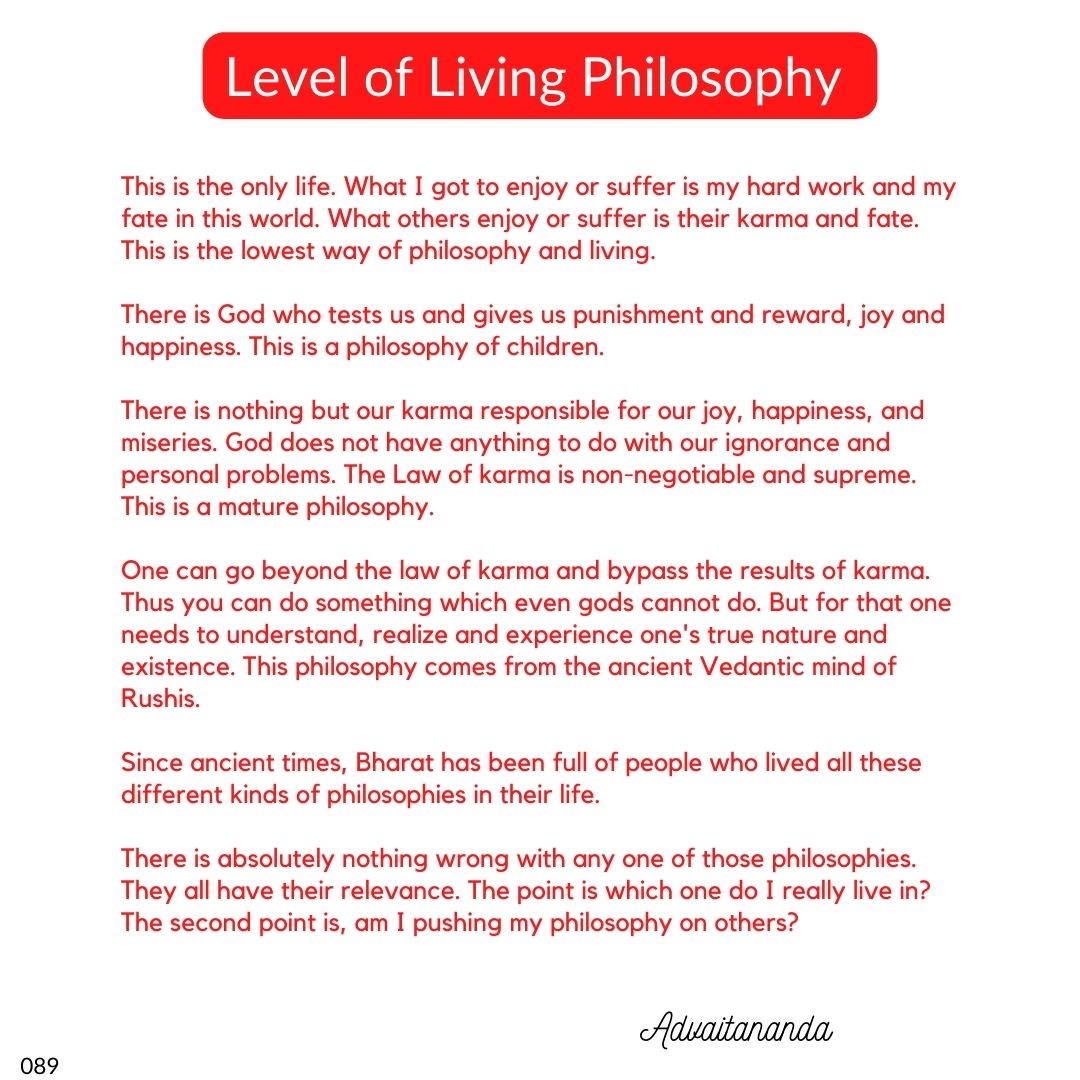 Level of Living Philosophy
This is the only life. What I got to enjoy or suffer is my hard work and my
fate in this world. What others enjoy or suffer is their karma and fate.
This is the lowest way of philosophy and living.
There is God who tests us and gives us punishment and reward, joy and
happiness. This is a philosophy of children.
There is nothing but our karma responsible for our joy, happiness, and
miseries. God does not have anything to do with our ignorance and
personal problems. The Law of karma is non-negotiable and supreme.
This is a mature philosophy.
One can go beyond the law of karma and bypass the results of karma.
Thus you can do something which even gods cannot do. But for that one
needs to understand, realize and experience one's true nature and
existence. This philosophy comes from the ancient Vedantic mind of
Rushis.
Since ancient times, Bharat has been full of people who lived all these
different kinds of philosophies in their life.
There is absolutely nothing wrong with any one of those philosophies.
They all have their relevance. The point is which one do I really live in?
The second point is, am I pushing my philosophy on others?
Advaitananda
089